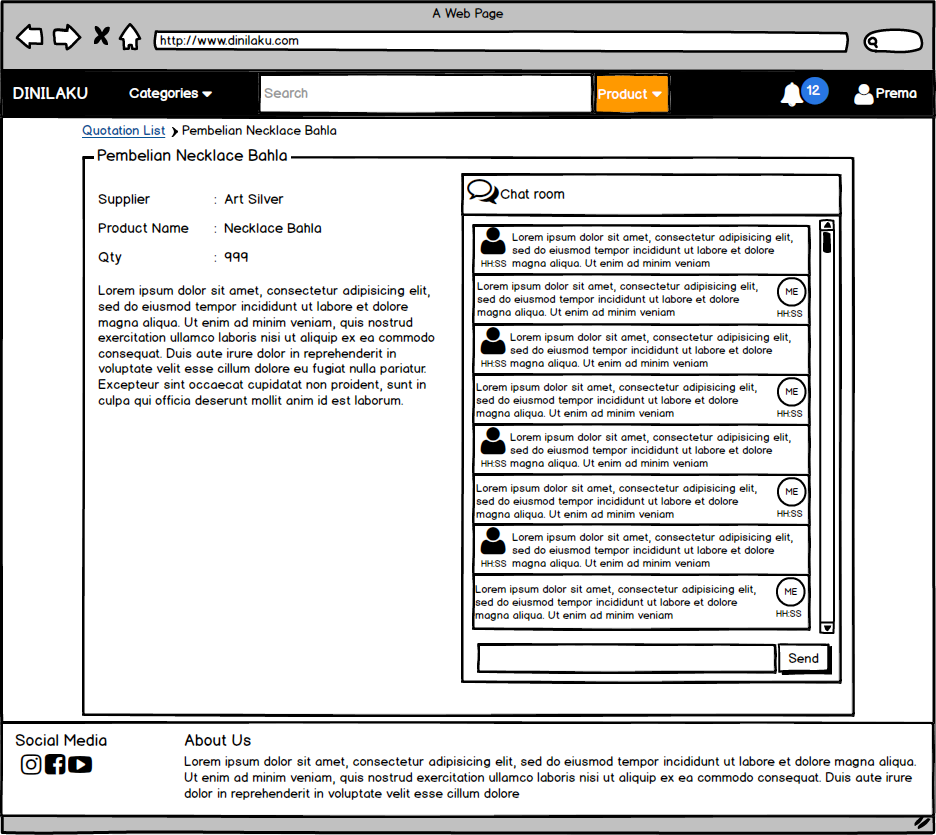 A Web Page
http://www.dinilaku.com
DINILAKU Categories Search Product 12 Prema
Quotation List Pembelian Necklace Bahla
Pembelian Necklace Bahla
Supplier : Art Silver
Product Name : Necklace Bahla
Qty : 999
Lorem ipsum dolor sit amet, consectetur adipisicing elit,
sed do eiusmod tempor incididunt ut labore et dolore
magna aliqua. Ut enim ad minim veniam, quis nostrud
exercitation ullamco laboris nisi ut aliquip ex ea commodo
consequat. Duis aute irure dolor in reprehenderit in
voluptate velit esse cillum dolore eu fugiat nulla pariatur.
Excepteur sint occaecat cupidatat non proident, sunt in
culpa qui officia deserunt mollit anim id est laborum.
Chat room
Lorem ipsum dolor sit amet, consectetur adipisicing elit,
sed do eiusmod tempor incididunt ut labore et dolore
HH:SS magna aliqua. Ut enim ad minim veniam
Lorem ipsum dolor sit amet, consectetur adipisicing elit,
sed do eiusmod tempor incididunt ut labore et dolore ME
magna aliqua. Ut enim ad minim veniam HH:SS
Lorem ipsum dolor sit amet, consectetur adipisicing elit,
sed do eiusmod tempor incididunt ut labore et dolore
HH:SS magna aliqua. Ut enim ad minim veniam
Lorem ipsum dolor sit amet, consectetur adipisicing elit,
sed do eiusmod tempor incididunt ut labore et dolore ME
magna aliqua. Ut enim ad minim veniam HH:SS
Lorem ipsum dolor sit amet, consectetur adipisicing elit,
sed do eiusmod tempor incididunt ut labore et dolore
HH:SS magna aliqua. Ut enim ad minim veniam
Lorem ipsum dolor sit amet, consectetur adipisicing elit,
sed do eiusmod tempor incididunt ut labore et dolore ME
magna aliqua. Ut enim ad minim veniam HH:SS
Lorem ipsum dolor sit amet, consectetur adipisicing elit,
sed do eiusmod tempor incididunt ut labore et dolore
HH:SS magna aliqua. Ut enim ad minim veniam
Lorem ipsum dolor sit amet, consectetur adipisicing elit,
sed do eiusmod tempor incididunt ut labore et dolore ME
magna aliqua. Ut enim ad minim veniam HH:SS
Send
Social Media
About Us
Lorem ipsum dolor sit amet, consectetur adipisicing elit, sed do eiusmod tempor incididunt ut labore et dolore magna aliqua.
Ut enim ad minim veniam, quis nostrud exercitation ullamco laboris nisi ut aliquip ex ea commodo consequat. Duis aute irure
dolor in reprehenderit in voluptate velit esse cillum dolore